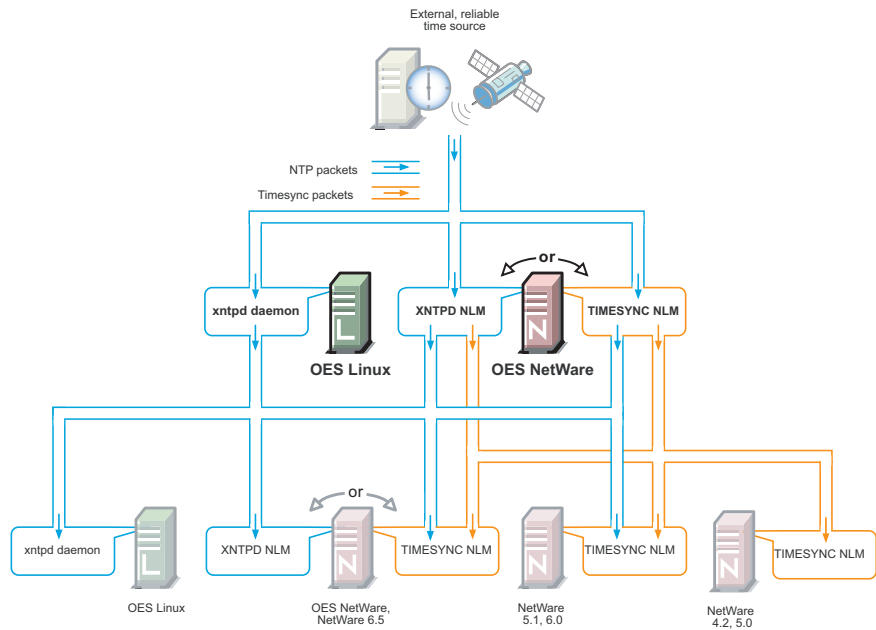 External, reliable
time source
NTP packets
Timesync packets
or
xntpd daemon
XNTPD NLM
TIMESYNC NLM
L
N
OES Linux
OES NetWare
or
xntpd daemon
L
XNTPD NLM
N
TIMESYNC NLM
N
TIMESYNC NLM
N
TIMESYNC NLM
OES Linux
OES NetWare,
NetWare 6.5
NetWare
5.1, 6.0
NetWare
4.2, 5.0